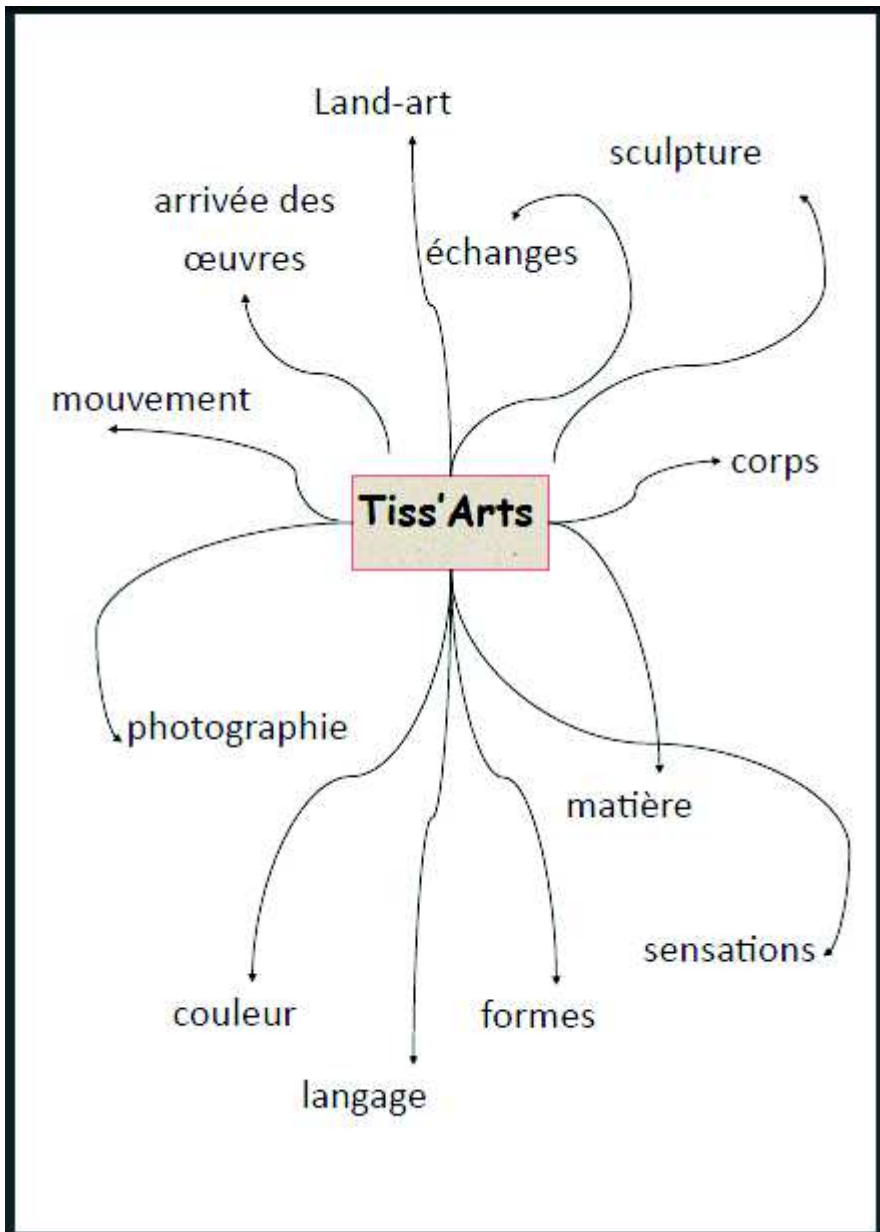 Land-art
sculpture
arrivée des
œuvres
échanges
mouvement
corps
Tiss'Arts
photographie
matière
sensations
couleur
formes
langage